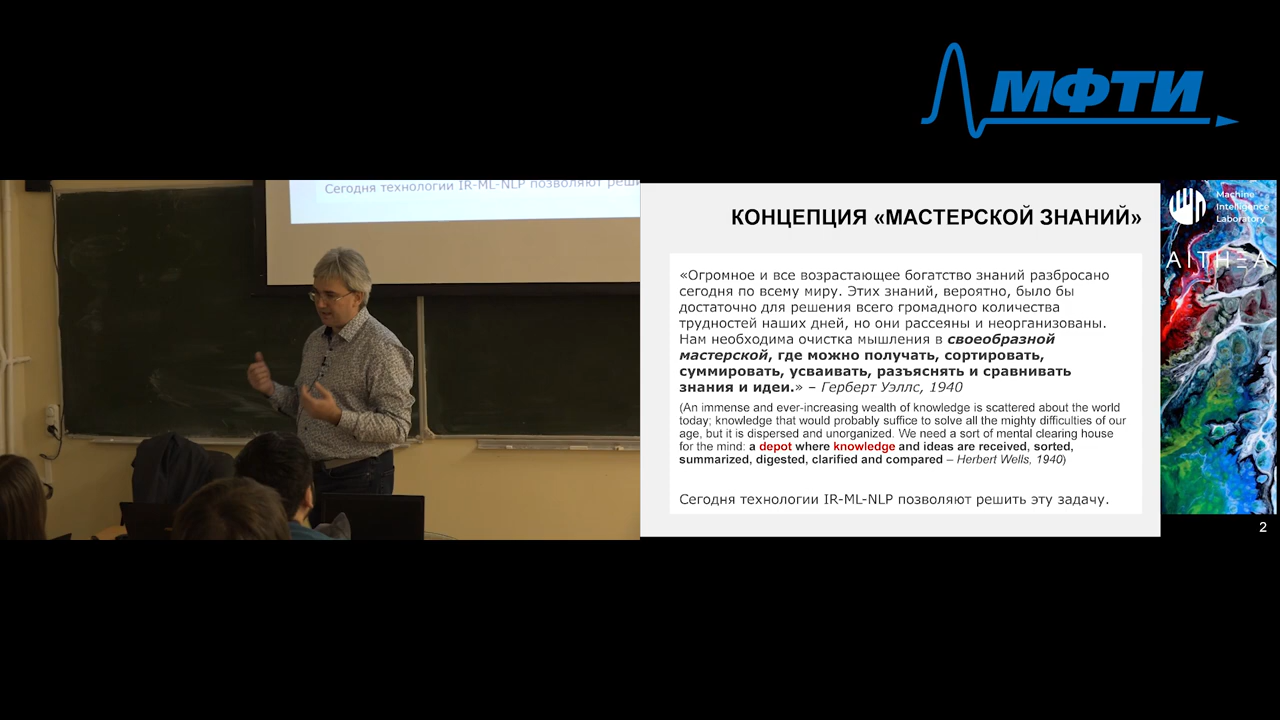 МФТИ
Сегодня технологии IR-ML-NLP позволяют реши
КОНЦЕПЦИЯ «МАСТЕРСКОЙ ЗНАНИЙ»
«Огромное и все возрастающее богатство знаний разбросано
сегодня по всему миру. Этих знаний, вероятно, было бы
достаточно для решения всего громадного количества
трудностей наших дней, но они рассеяны и неорганизованы.
Нам необходима очистка мышления в своеобразной
мастерской, где можно получать, сортировать,
суммировать, усваивать, разъяснять и сравнивать
знания и идеи.» – Герберт Уэллс, 1940
(An immense and ever-increasing wealth of knowledge is scattered about the world
today; knowledge that would probably suffice to solve all the mighty difficulties of our
age, but it is dispersed and unorganized. We need a sort of mental clearing house
for the mind: a depot where knowledge and ideas are received, sorted,
summarized, digested, clarified and compared – Herbert Wells, 1940)
Сегодня технологии IR-ML-NLP позволяют решить эту задачу.
Machine
Intelligence
Laboratory
AITHEA
2